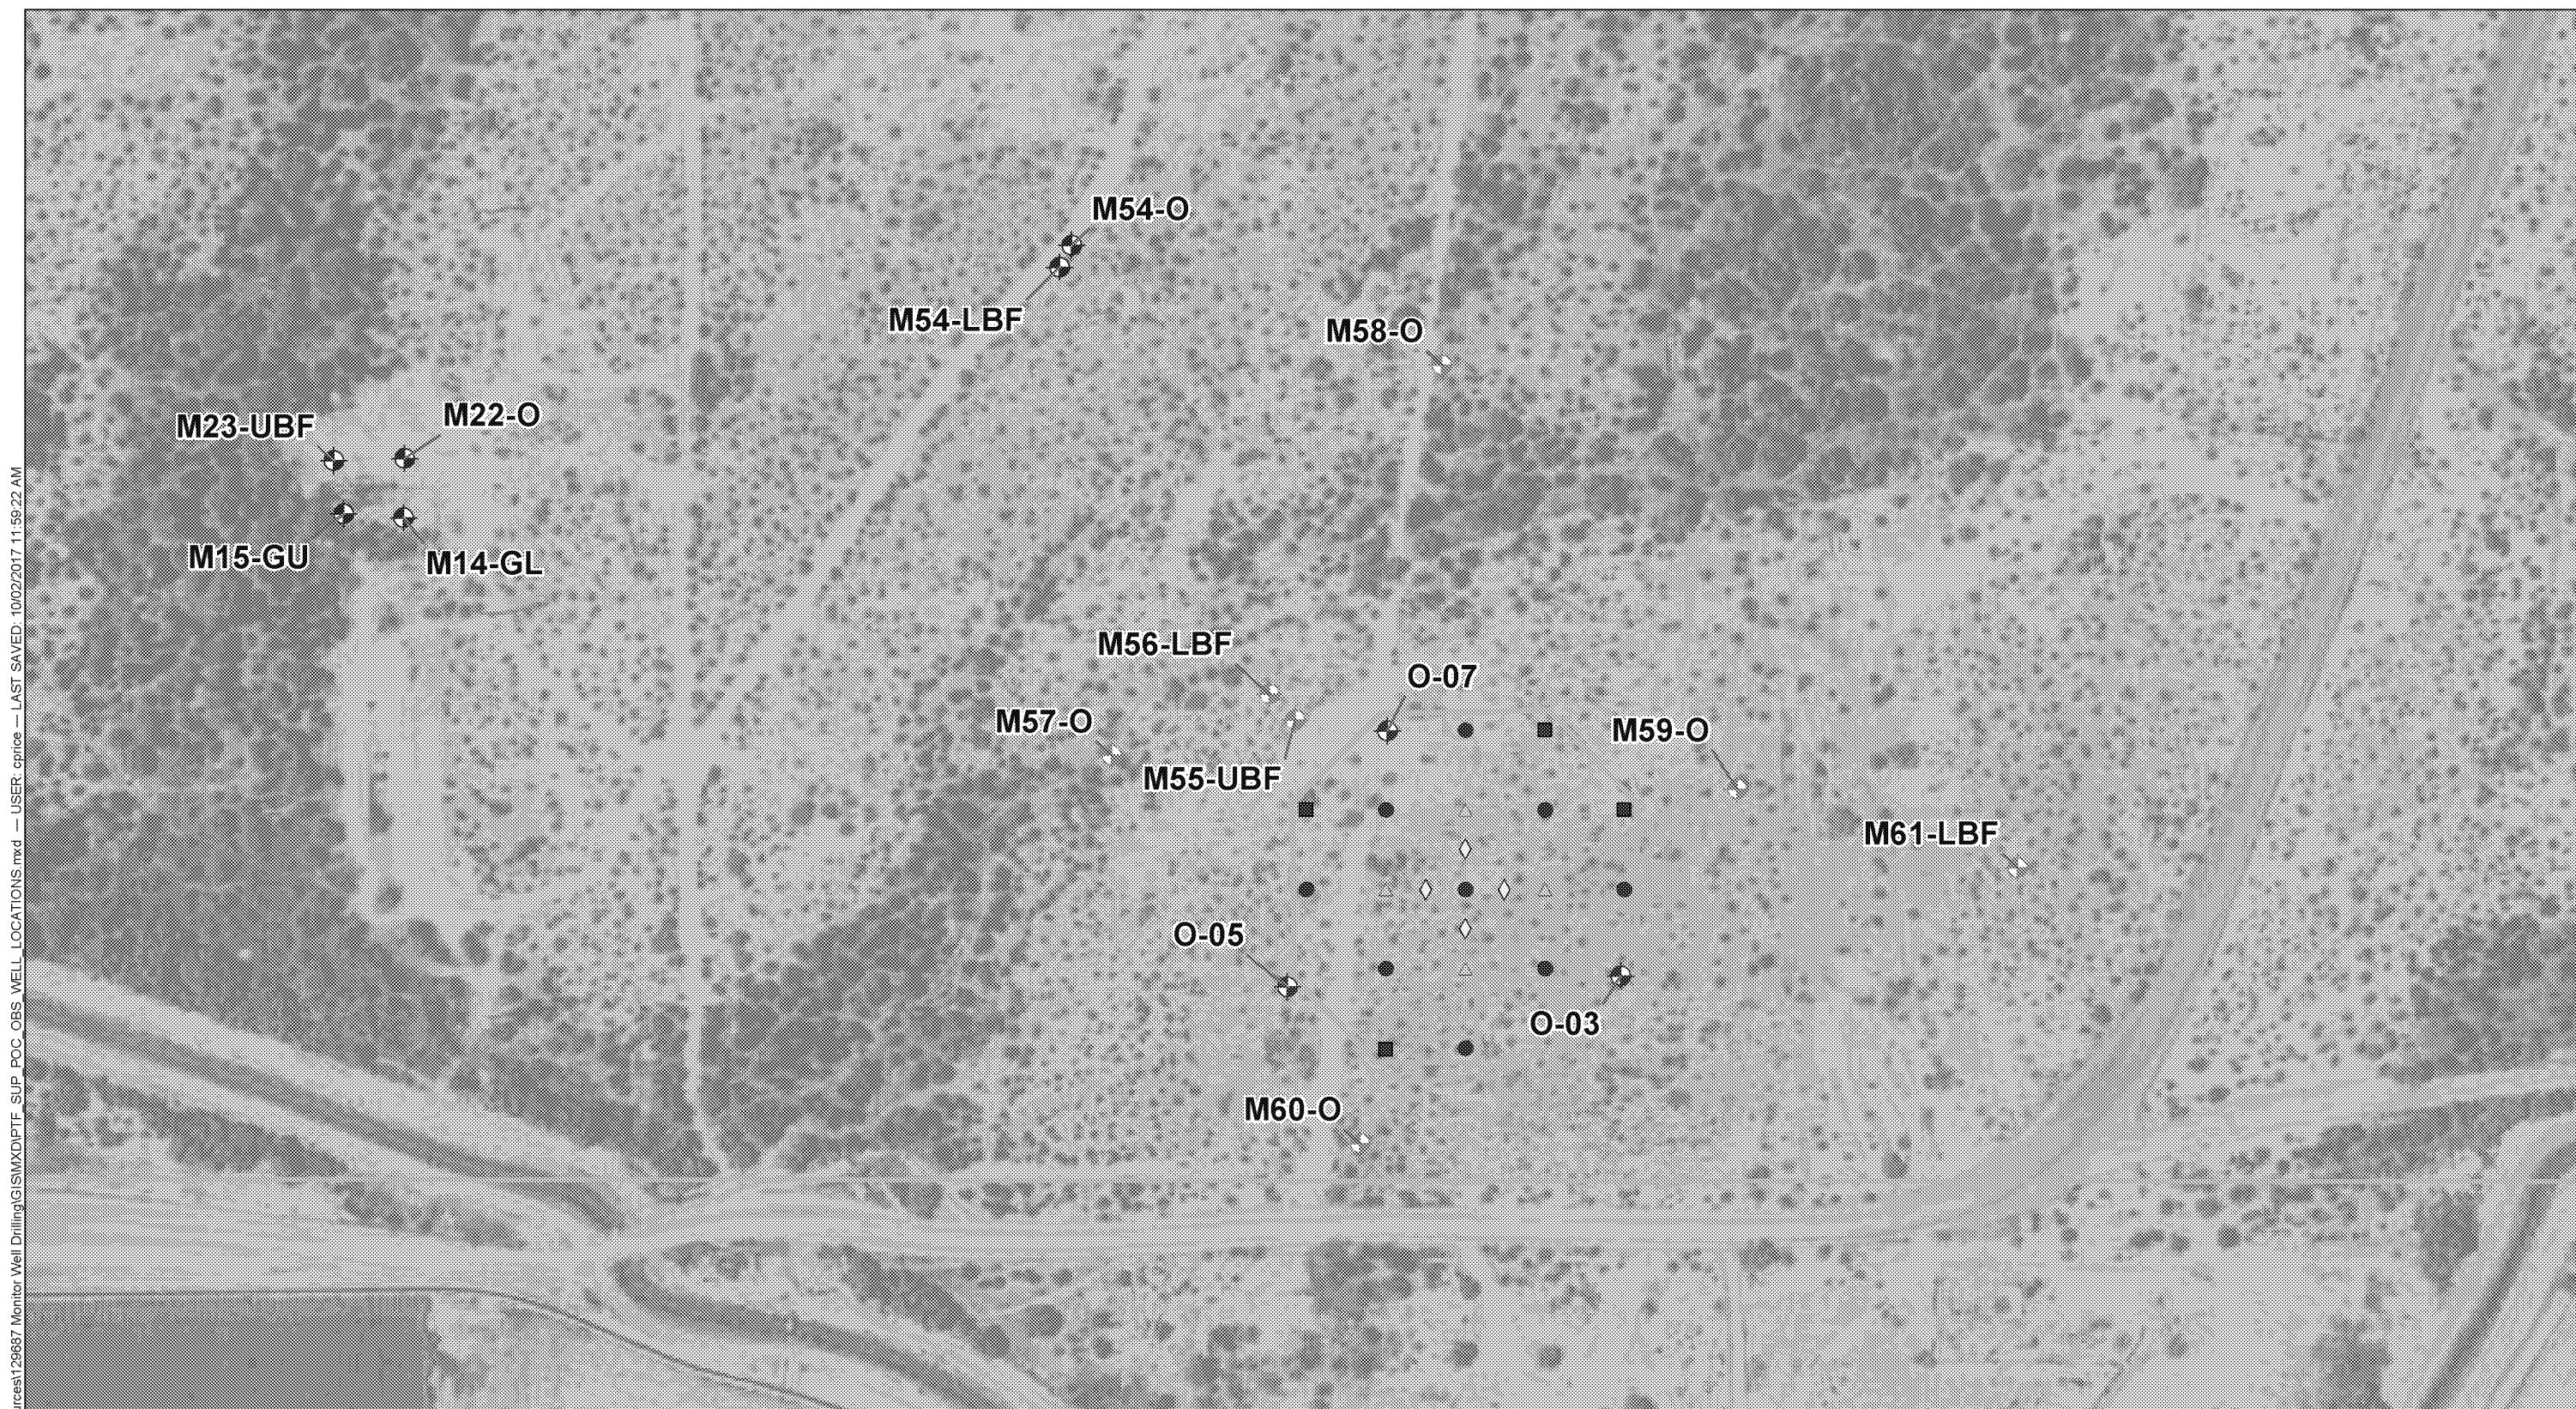 M54-O
M54-LBF
M58-O
M23-UBF
M22-O
M15-GU
M14-GL
M56-LBF
O-07
M57-O
M59-O
M55-UBF
M61-LBF
O-05
O-03
M60-O
urces\129687 Monitor Well Drilling\GIS\MXD\PTF_SUP_POC_OBS_WELL_LOCATIONS.mxd — USER: cprice — LAST SAVED: 10/02/2017 11:59:22 AM